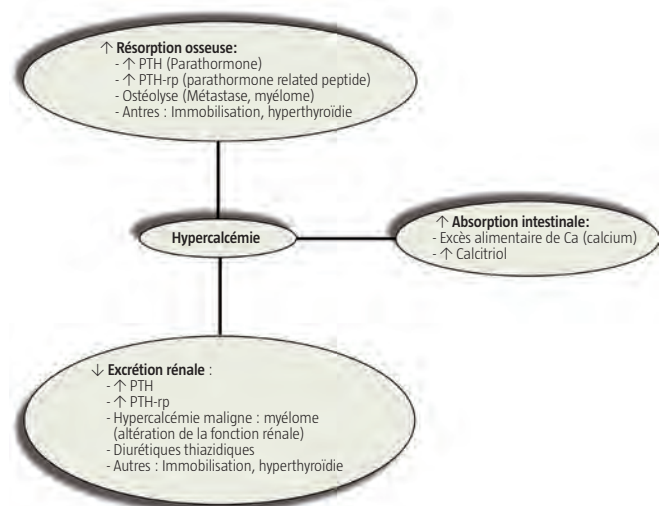 ↑ Résorption osseuse:
- ↑ PTH (Parathormone)
- ↑ PTH-rp (parathormone related peptide)
- Ostéolyse (Métastase, myélome)
- Antres : Immobilisation, hyperthyroïdie
Hypercalcémie
↑ Absorption intestinale:
- Excès alimentaire de Ca (calcium)
- ↑ Calcitriol
↓ Excrétion rénale :
- ↑ PTH
- ↑ PTH-rp
- Hypercalcémie maligne : myélome
(altération de la fonction rénale)
- Diurétiques thiazidiques
- Autres : Immobilisation, hyperthyroïdie